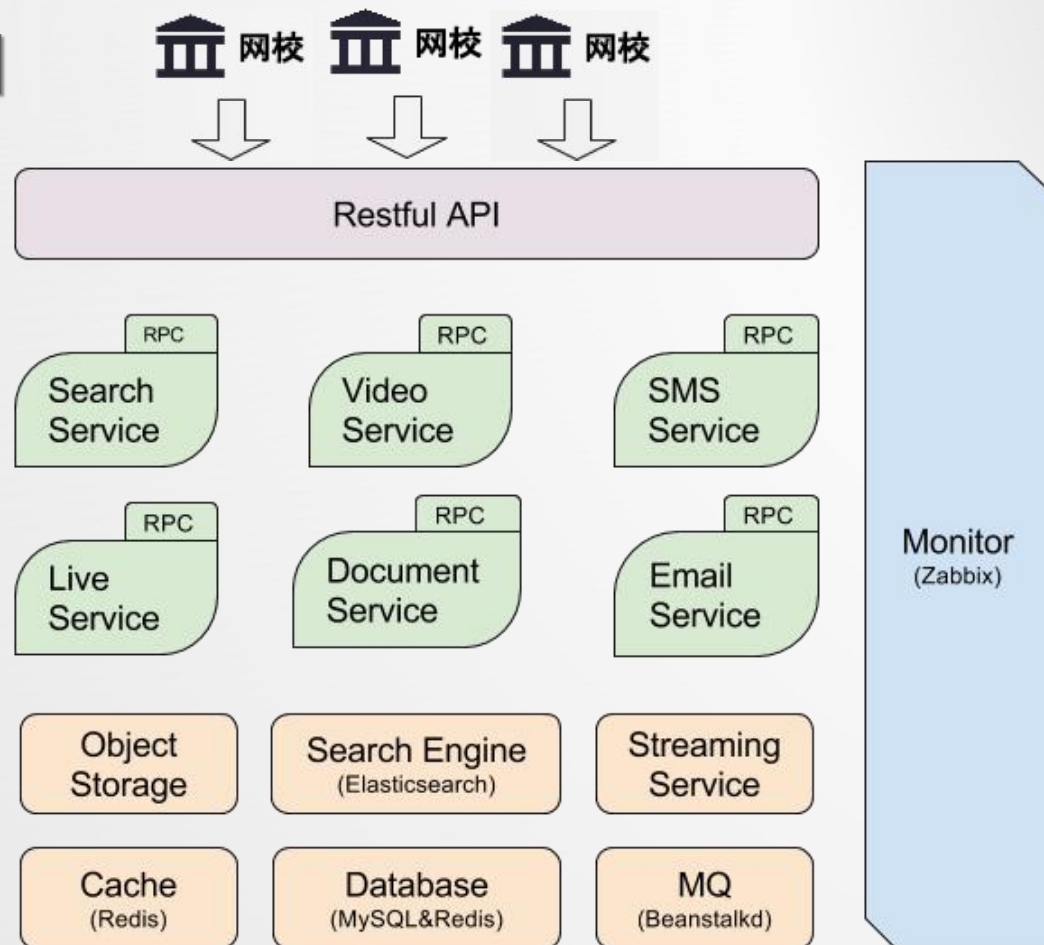 网校 网校 网校
Restful API
RPC
Search
Service
RPC
Video
Service
RPC
SMS
Service
RPC
Live
Service
RPC
Document
Service
RPC
Email
Service
Object
Storage
Search Engine
(Elasticsearch)
Streaming
Service
Cache
(Redis)
Database
(MySQL&Redis)
MQ
(Beanstalkd)
Monitor
(Zabbix)